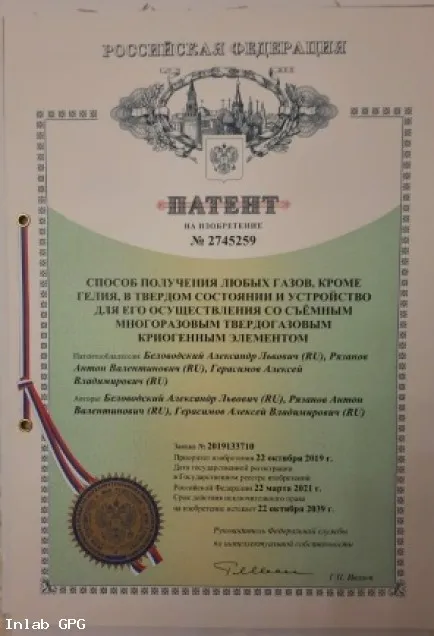 РОССИЙСКАЯ ФЕДЕРАЦИЯ
ПАТЕНТ
НА ИЗОБРЕТЕНИЕ
№ 2745259
СПОСОБ ПОЛУЧЕНИЯ ЛЮБЫХ ГАЗОВ, КРОМЕ
ГЕЛИЯ, В ТВЕРДОМ СОСТОЯНИИ И УСТРОЙСТВО
ДЛЯ ЕГО ОСУЩЕСТВЛЕНИЯ СО СЪЁМНЫМ
МНОГОРАЗОВЫМ ТВЕРДОГАЗОВЫМ
КРИОГЕННЫМ ЭЛЕМЕНТОМ
Патентообладатели: Беловодский Александр Львович (RU), Рязанов
Антон Валентинович (RU), Герасимов Алексей
Владимирович (RU)
Авторы: Беловодский Александр Львович (RU), Рязанов Антон
Валентинович (RU), Герасимов Алексей Владимирович (RU)
Заявка № 2019133710
Приоритет изобретения 22 октября 2019 г.
Дата государственной регистрации
в Государственном реестре изобретений
Российской Федерации 22 марта 2021 г.
Срок действия исключительного права
на изобретение истекает 22 октября 2039 г.
Руководитель Федеральной службы
по интеллектуальной собственности
Г.П. Ивлиев
Inlab GPG